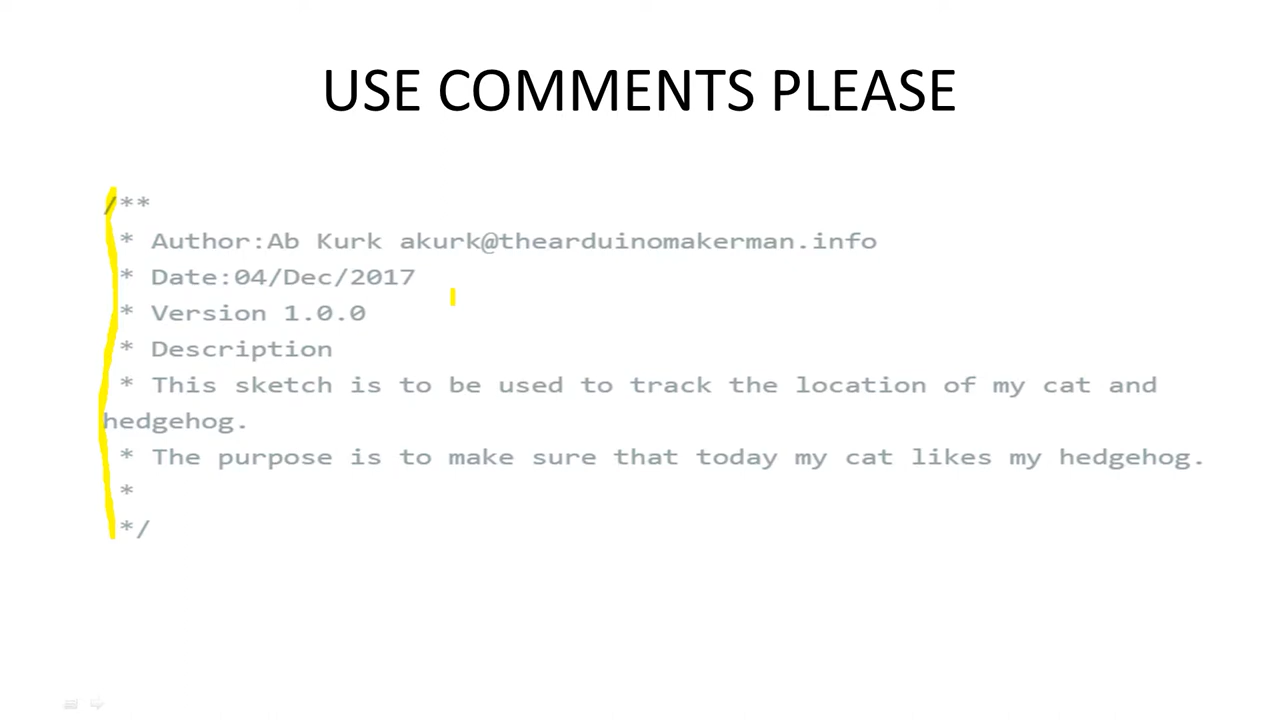 USE COMMENTS PLEASE
/**
* Author:Ab Kurk akurk@thearduinomakerman.info
* Date:04/Dec/2017
* Version 1.0.0
* Description
* This sketch is to be used to track the location of my cat and
hedgehog.
* The purpose is to make sure that today my cat likes my hedgehog.
*
*/